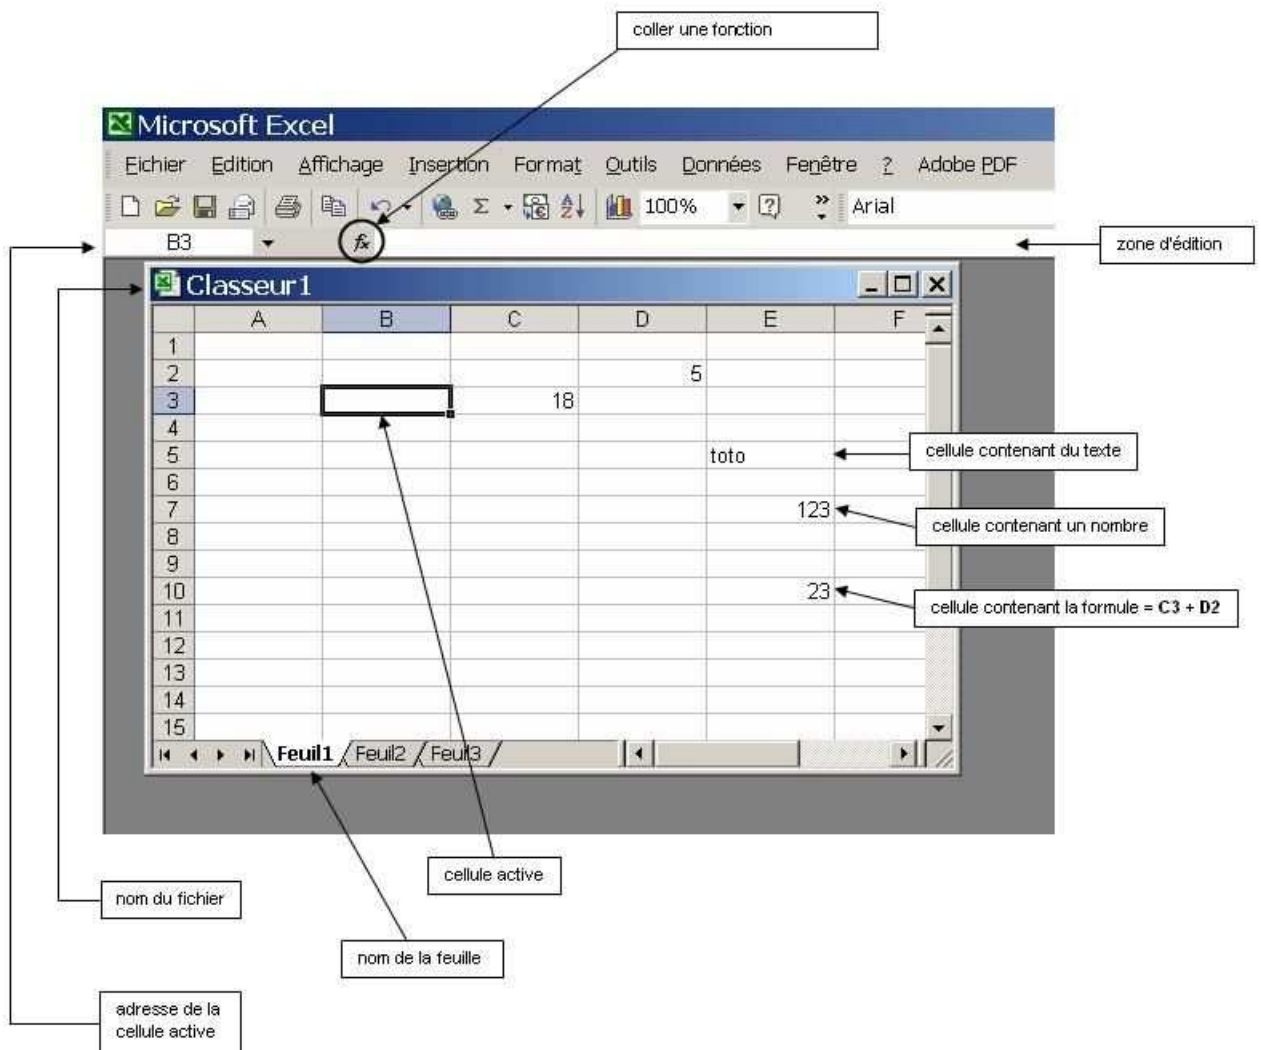 coller une fonction
Microsoft Excel
Fichier Edition Affichage Insertion Format Outils Données Fenêtre ? Adobe PDF
Σ 100% ? » Arial
B3 fx
zone d'édition
Classeur1
A B C D E F
1
2 5
3 18
4
5 toto
cellule contenant du texte
6
7 123
cellule contenant un nombre
8
9
10 23
cellule contenant la formule = C3 + D2
11
12
13
14
15
Feuil1 Feuil2 Feuil3
cellule active
nom du fichier
nom de la feuille
adresse de la
cellule active